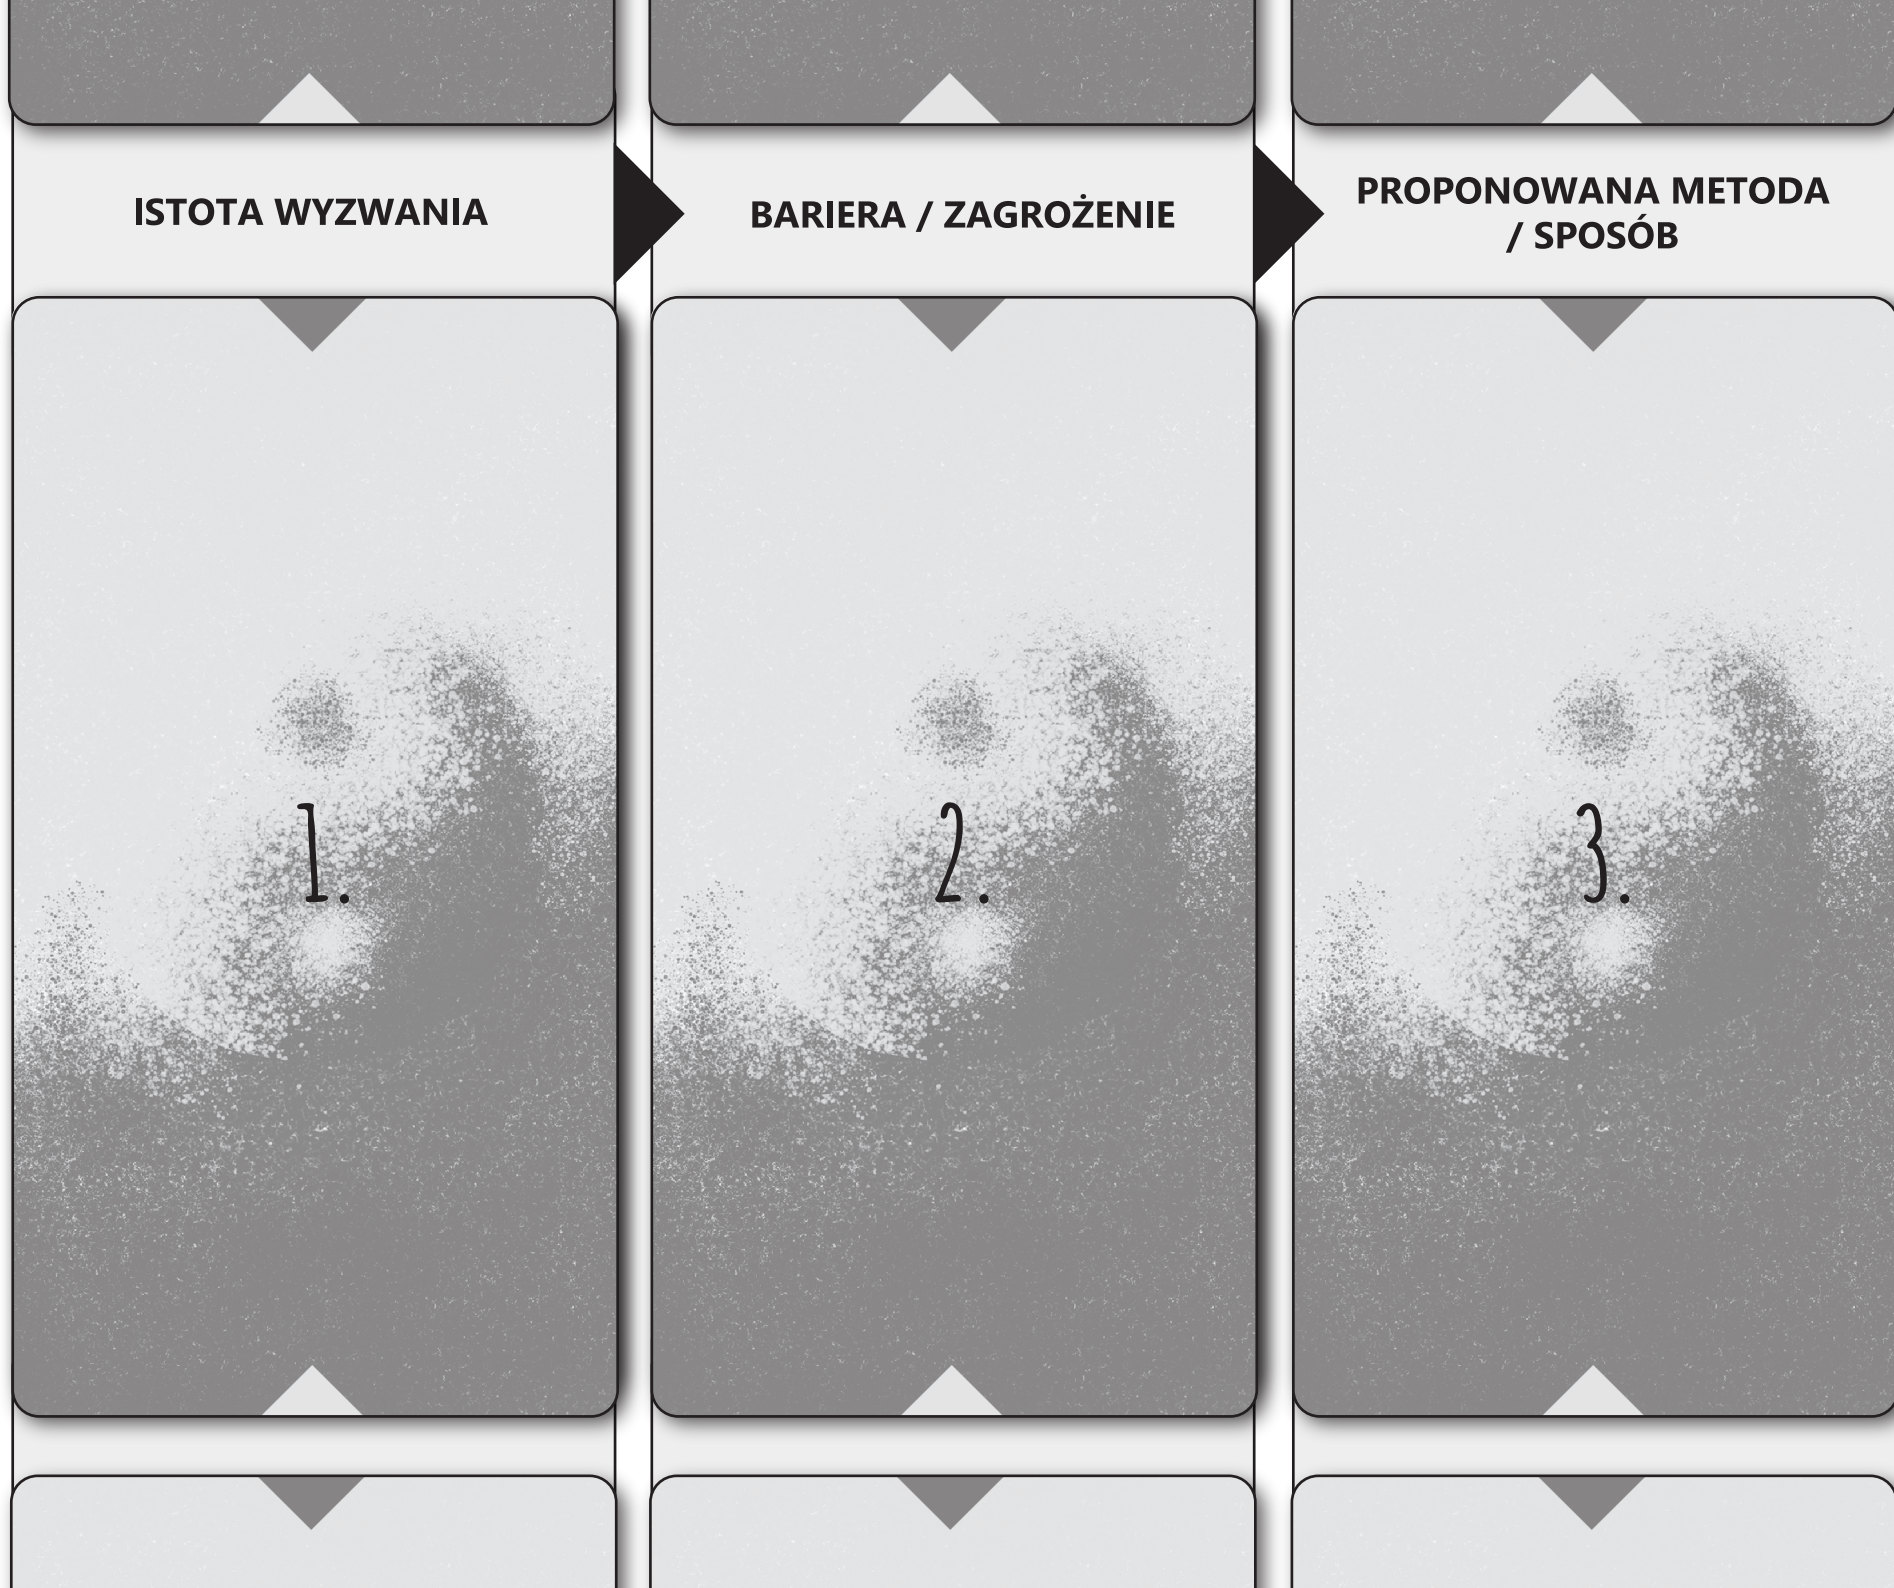 ISTOTA WYZWANIA
BARIERA / ZAGROŻENIE
PROPONOWANA METODA
/ SPOSÓB
1.
2.
3.